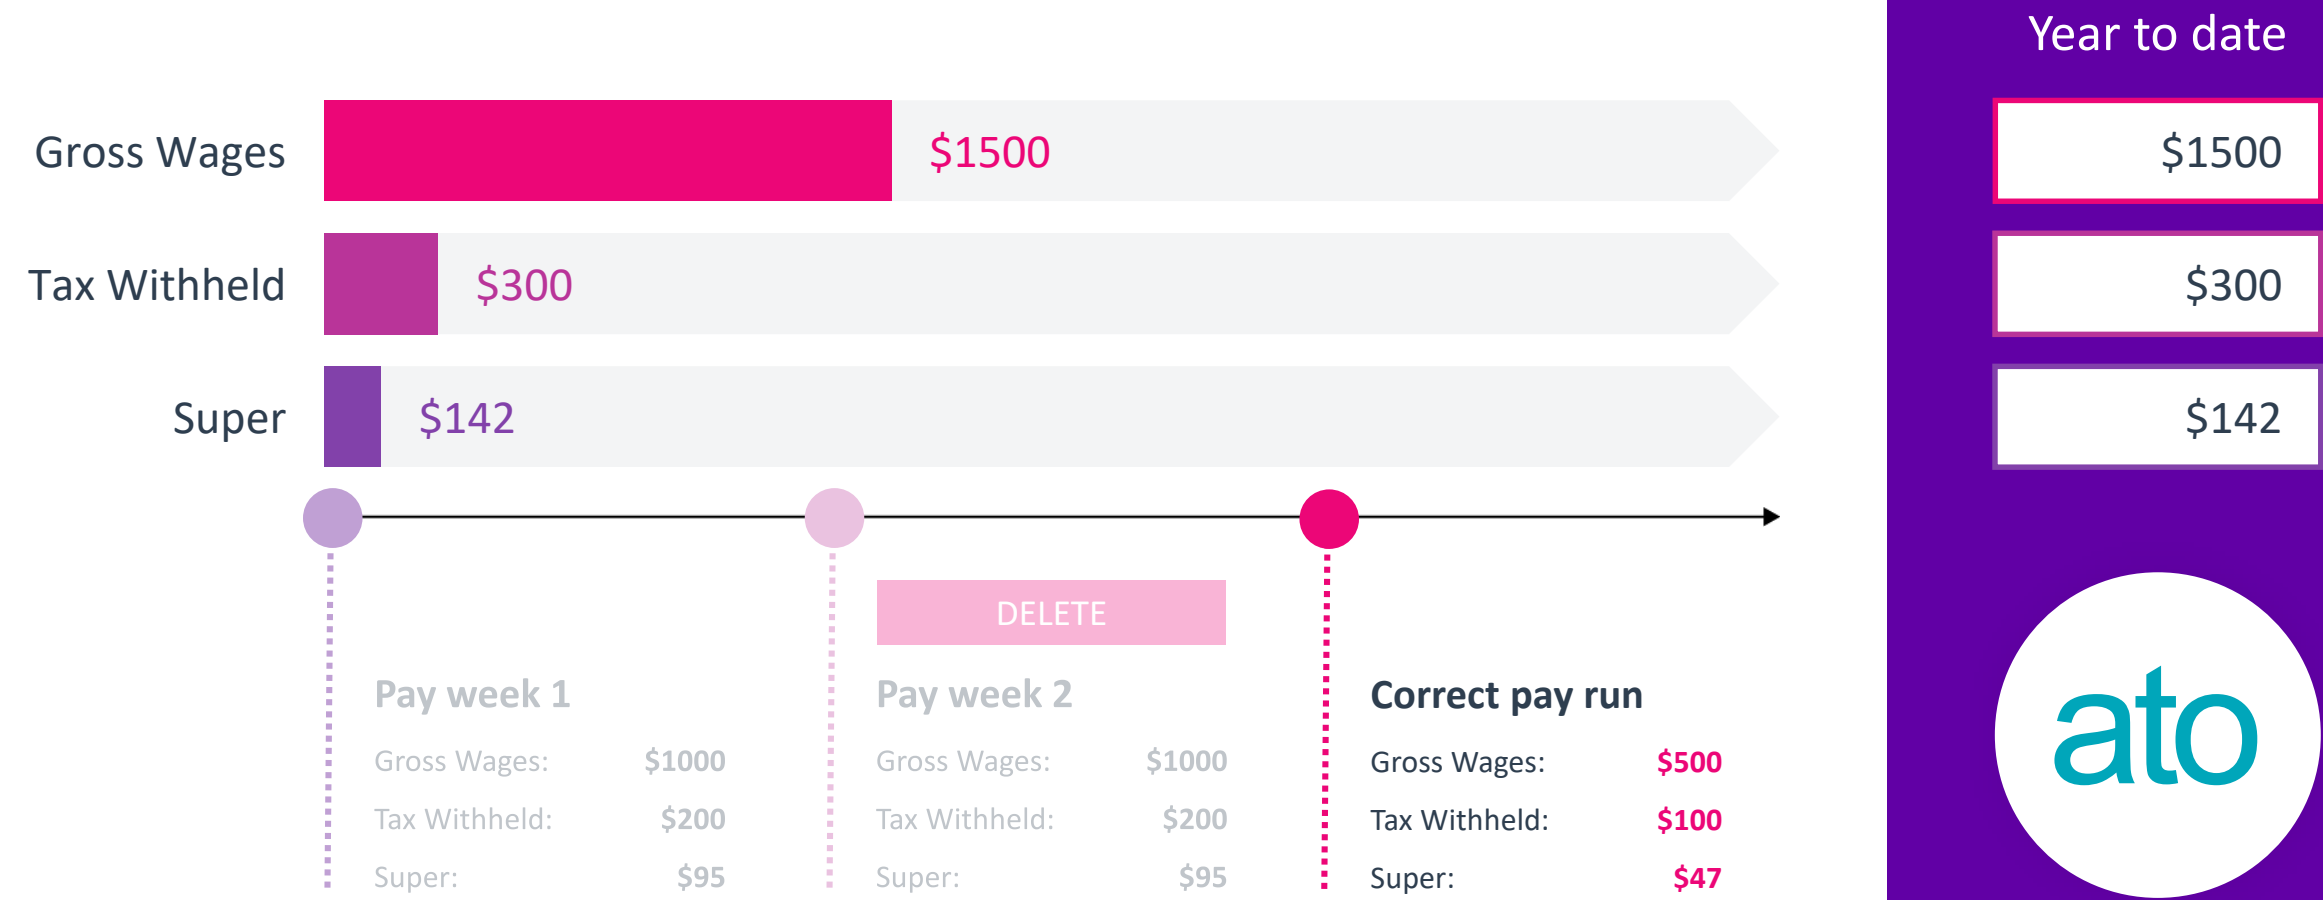 Year to date
Gross Wages $1500 $1500
Tax Withheld $300 $300
Super $142 $142
DELETE
Pay week 1
Gross Wages: $1000
Tax Withheld: $200
Super: $95
Pay week 2
Gross Wages: $1000
Tax Withheld: $200
Super: $95
Correct pay run
Gross Wages: $500
Tax Withheld: $100
Super: $47
ato